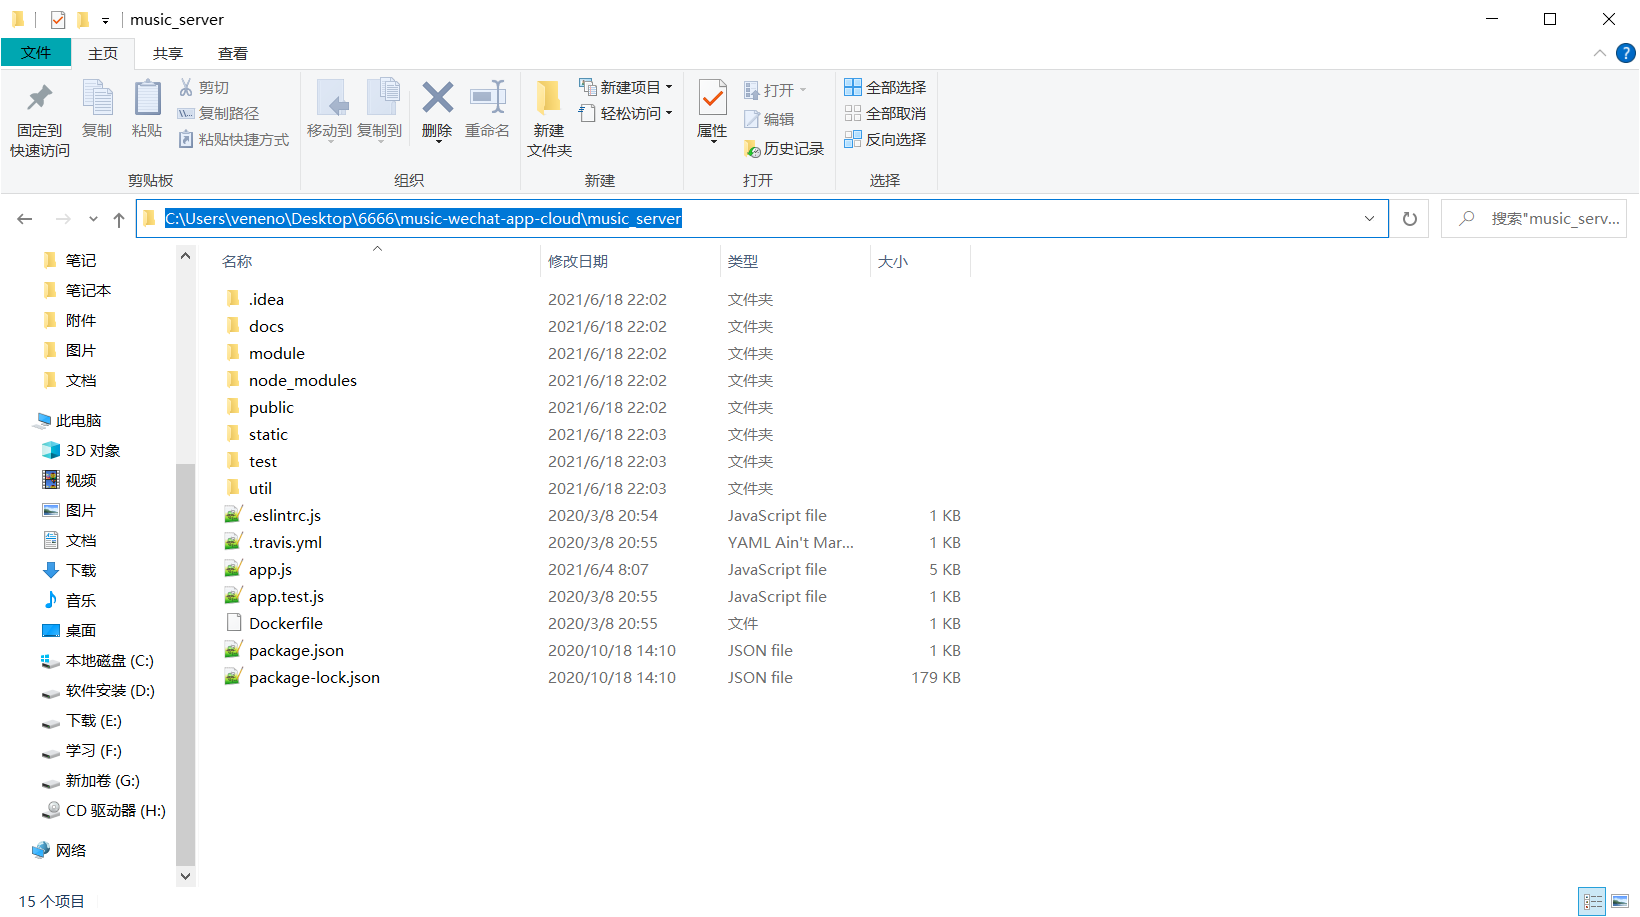 music_server
文件 主页 共享 查看
固定到快速访问
复制
粘贴
剪切
复制路径
粘贴快捷方式
剪贴板
移动到
复制到
删除
重命名
组织
新建文件夹
新建项目
轻松访问
新建
属性
打开
编辑
历史记录
打开
全部选择
全部取消
反向选择
选择
C:\Users\veneno\Desktop\6666\music-wechat-app-cloud\music_server
搜索"music_serv...
笔记
笔记本
附件
图片
文档
此电脑
3D 对象
视频
图片
文档
下载
音乐
桌面
本地磁盘 (C:)
软件安装 (D:)
下载 (E:)
学习 (F:)
新加卷 (G:)
CD 驱动器 (H:)
网络
名称 修改日期 类型 大小
.idea 2021/6/18 22:02 文件夹
docs 2021/6/18 22:02 文件夹
module 2021/6/18 22:02 文件夹
node_modules 2021/6/18 22:02 文件夹
public 2021/6/18 22:02 文件夹
static 2021/6/18 22:03 文件夹
test 2021/6/18 22:03 文件夹
util 2021/6/18 22:03 文件夹
.eslintrc.js 2020/3/8 20:54 JavaScript file 1 KB
.travis.yml 2020/3/8 20:55 YAML Ain't Mar... 1 KB
app.js 2021/6/4 8:07 JavaScript file 5 KB
app.test.js 2020/3/8 20:55 JavaScript file 1 KB
Dockerfile 2020/3/8 20:55 文件 1 KB
package.json 2020/10/18 14:10 JSON file 1 KB
package-lock.json 2020/10/18 14:10 JSON file 179 KB
15 个项目